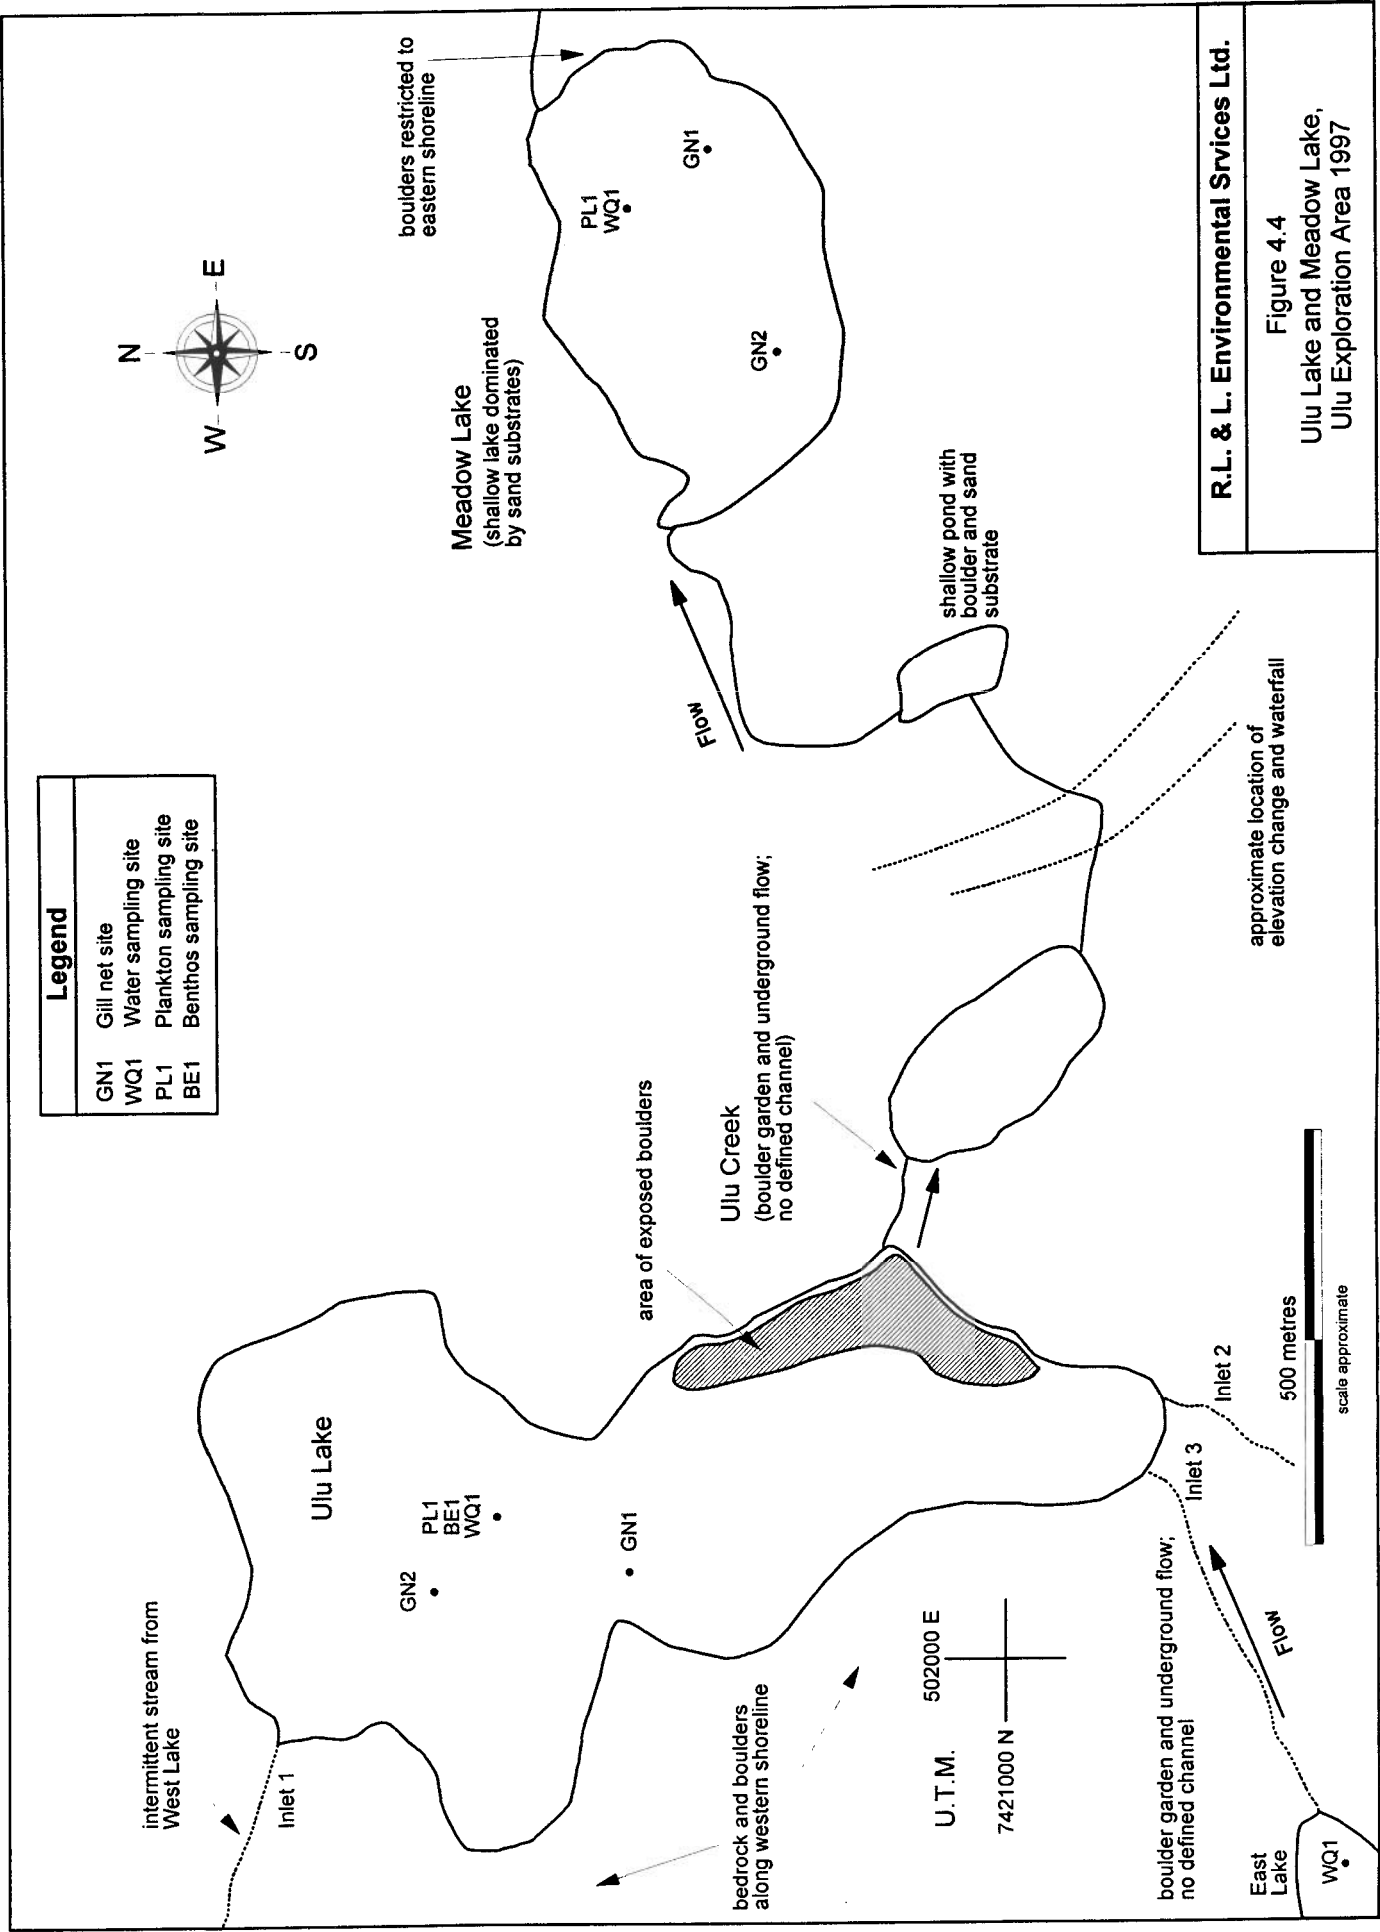 Legend
GN1 Gill net site
WQ1 Water sampling site
PL1 Plankton sampling site
BE1 Benthos sampling site
N
W
E
S
boulders restricted to
eastern shoreline
intermittent stream from
West Lake
Inlet 1
Ulu Lake
GN2
PL1
BE1
WQ1
GN1
bedrock and boulders
along western shoreline
area of exposed boulders
Ulu Creek
(boulder garden and underground flow;
no defined channel)
Flow
Meadow Lake
(shallow lake dominated
by sand substrates)
PL1
WQ1
GN1
GN2
shallow pond with
boulder and sand
substrate
approximate location of
elevation change and waterfall
U.T.M.
502000 E
7421000 N
boulder garden and underground flow;
no defined channel
Flow
East
Lake
WQ1
Inlet 3
Inlet 2
500 metres
scale approximate
R.L. & L. Environmental Srvices Ltd.
Figure 4.4
Ulu Lake and Meadow Lake,
Ulu Exploration Area 1997